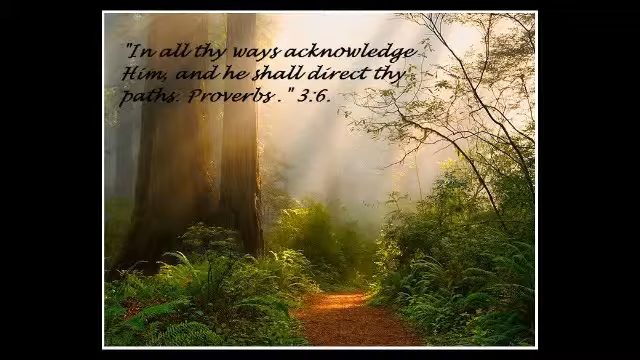 "In all thy ways acknowledge
Him, and he shall direct thy
paths. Proverbs ." 3:6.